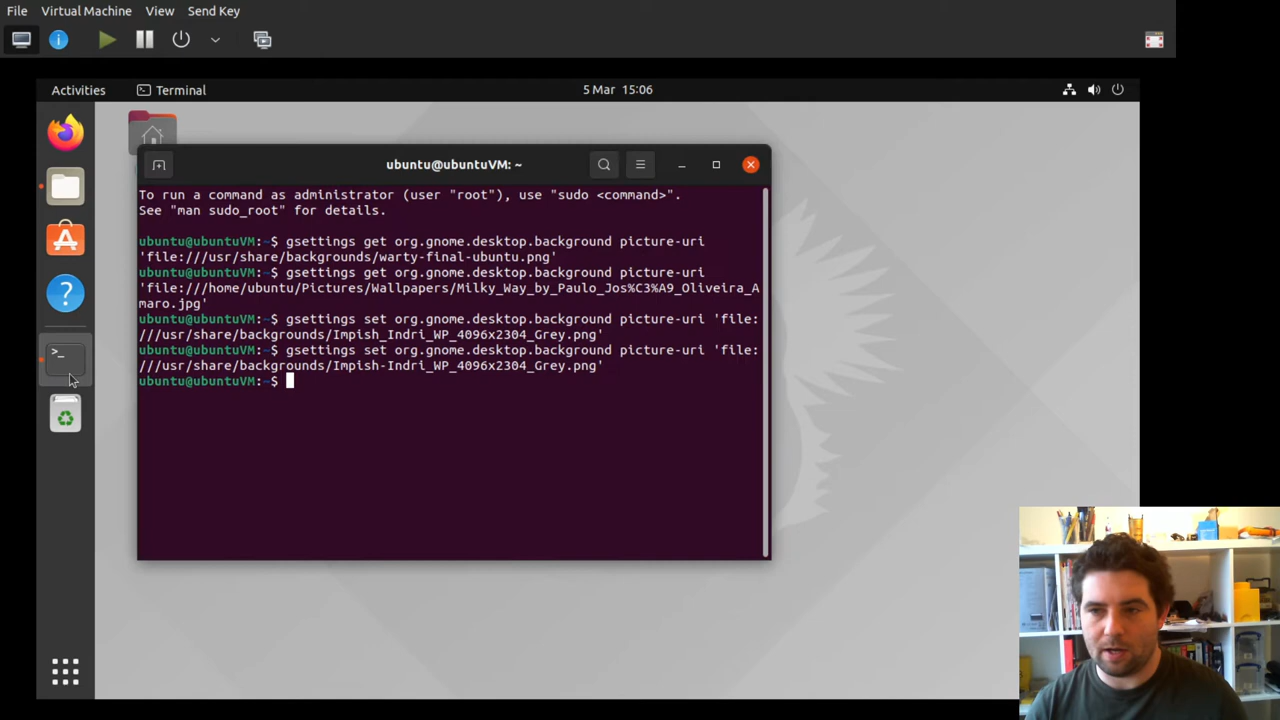 File Virtual Machine View Send Key
Activities Terminal 5 Mar 15:06
ubuntu@ubuntuVM: ~
To run a command as administrator (user "root"), use "sudo <command>".
See "man sudo_root" for details.
ubuntu@ubuntuVM:~$ gsettings get org.gnome.desktop.background picture-uri
'file:///usr/share/backgrounds/warty-final-ubuntu.png'
ubuntu@ubuntuVM:~$ gsettings get org.gnome.desktop.background picture-uri
'file:///home/ubuntu/Pictures/Wallpapers/Milky_Way_by_Paulo_Jos%C3%A9_Oliveira_A
maro.jpg'
ubuntu@ubuntuVM:~$ gsettings set org.gnome.desktop.background picture-uri 'file:
///usr/share/backgrounds/Impish_Indri_WP_4096x2304_Grey.png'
ubuntu@ubuntuVM:~$ gsettings set org.gnome.desktop.background picture-uri 'file:
///usr/share/backgrounds/Impish-Indri_WP_4096x2304_Grey.png'
ubuntu@ubuntuVM:~$